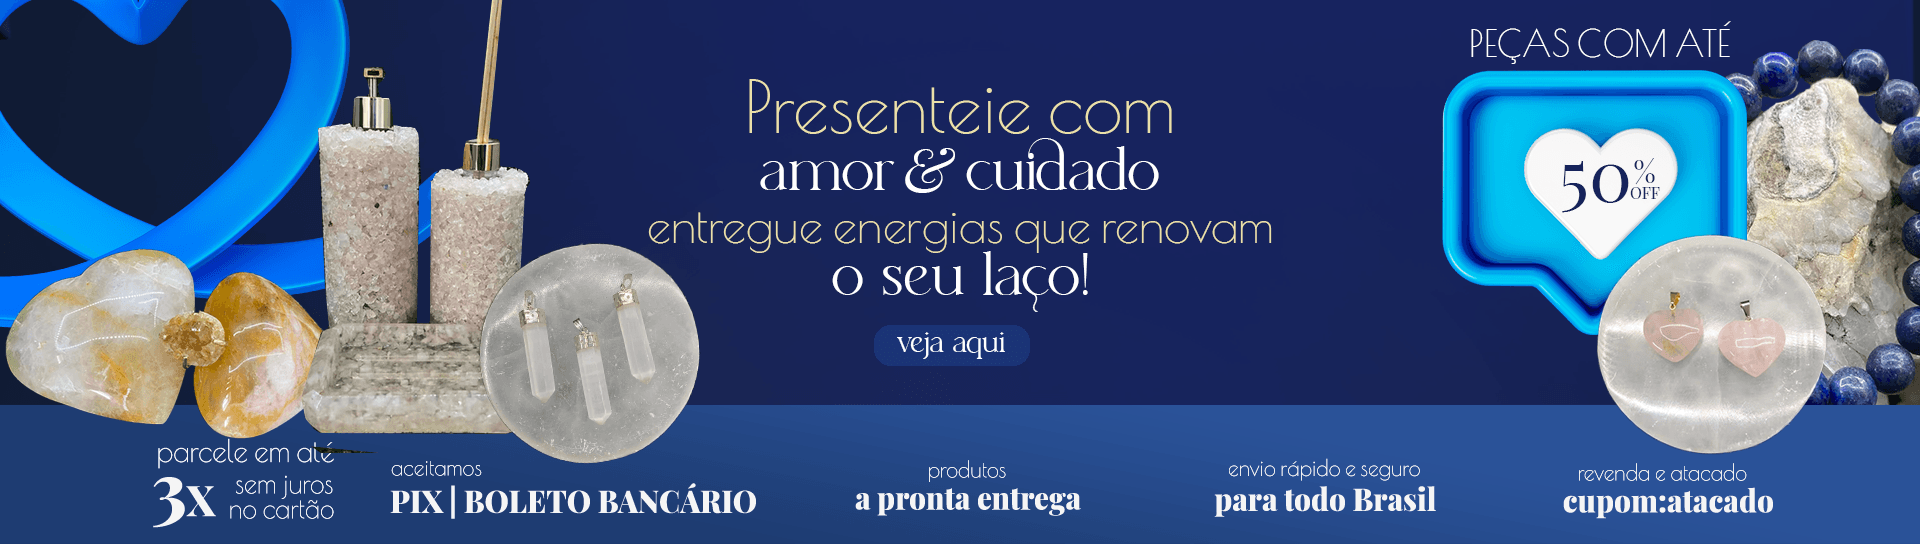 PEÇAS COM ATÉ
50% OFF
Presenteie com
amor & cuidado
entregue energias que renovam
o seu laço!
veja aqui
parcele em até
3x sem juros
no cartão
aceitamos
PIX | BOLETO BANCÁRIO
produtos
a pronta entrega
envio rápido e seguro
para todo Brasil
revenda e atacado
cupom:atacado